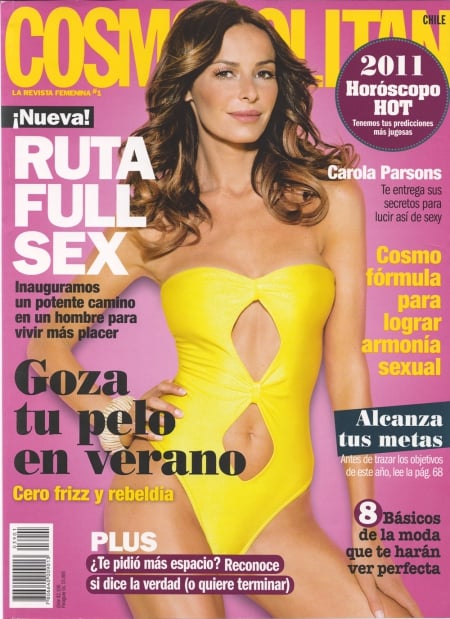 COSMOPOLITAN
CHILE
LA REVISTA FEMENINA #1
2011
Horóscopo
HOT
Tenemos tus predicciones
más jugosas
¡Nueva!
RUTA
FULL
SEX
Inauguramos
un potente camino
en un hombre para
vivir más placer
Carola Parsons
Te entrega sus
secretos para
lucir así de sexy
Cosmo
fórmula
para
lograr
armonía
sexual
Goza
tu pelo
en verano
Cero frizz y rebeldía
Alcanza
tus metas
Antes de trazar los objetivos
de este año, lee la pág. 68
8 Básicos
de la moda
que te harán
ver perfecta
PLUS
¿Te pidió más espacio? Reconoce
si dice la verdad (o quiere terminar)